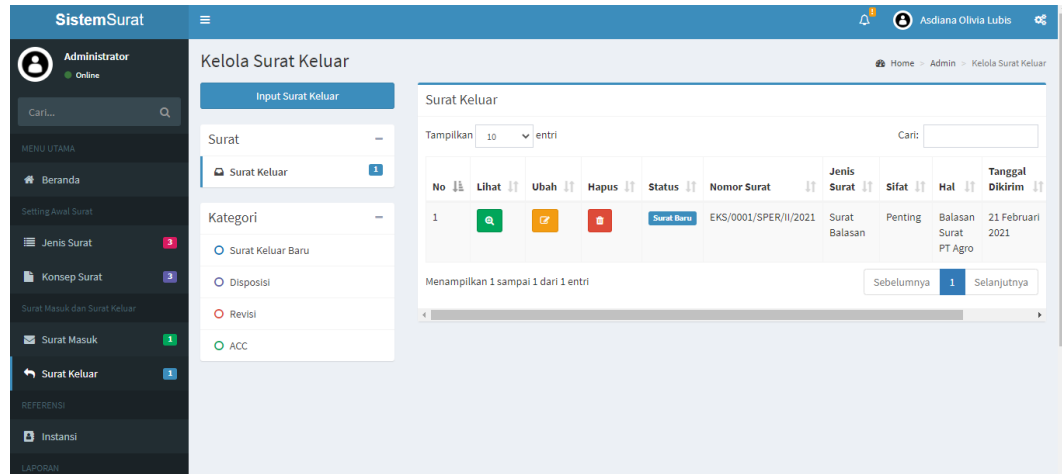 SistemSurat
!
Asdiana Olivia Lubis
Administrator
Online
Cari...
MENU UTAMA
Beranda
Setting Awal Surat
Jenis Surat 3
Konsep Surat 3
Surat Masuk dan Surat Keluar
Surat Masuk 1
Surat Keluar 1
REFERENSI
Instansi
LAPORAN
Kelola Surat Keluar
Home > Admin > Kelola Surat Keluar
Input Surat Keluar
Surat
Surat Keluar 1
Kategori
Surat Keluar Baru
Disposisi
Revisi
ACC
Surat Keluar
Tampilkan 10 entri
Cari:
No Lihat Ubah Hapus Status Nomor Surat Jenis Surat Sifat Hal Tanggal Dikirim
1 Surat Baru EKS/0001/SPER/II/2021 Surat Balasan Penting Balasan Surat PT Agro 21 Februari 2021
Menampilkan 1 sampai 1 dari 1 entri
Sebelumnya 1 Selanjutnya